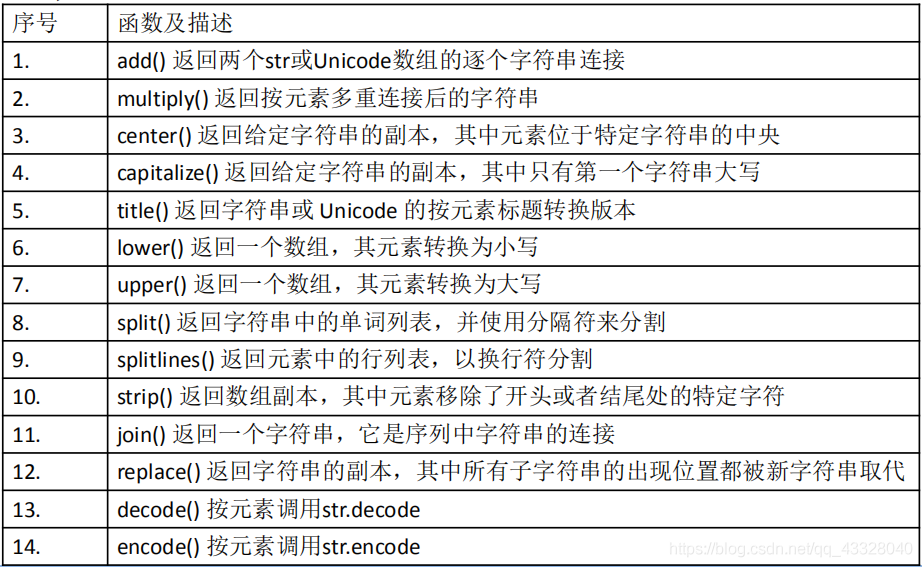 序号 函数及描述
1. add() 返回两个str或Unicode数组的逐个字符串连接
2. multiply() 返回按元素多重连接后的字符串
3. center() 返回给定字符串的副本，其中元素位于特定字符串的中央
4. capitalize() 返回给定字符串的副本，其中只有第一个字符串大写
5. title() 返回字符串或 Unicode 的按元素标题转换版本
6. lower() 返回一个数组，其元素转换为小写
7. upper() 返回一个数组，其元素转换为大写
8. split() 返回字符串中的单词列表，并使用分隔符来分割
9. splitlines() 返回元素中的行列表，以换行符分割
10. strip() 返回数组副本，其中元素移除了开头或者结尾处的特定字符
11. join() 返回一个字符串，它是序列中字符串的连接
12. replace() 返回字符串的副本，其中所有子字符串的出现位置都被新字符串取代
13. decode() 按元素调用str.decode
14. encode() 按元素调用str.encode
https://blog.csdn.net/qq_43328040